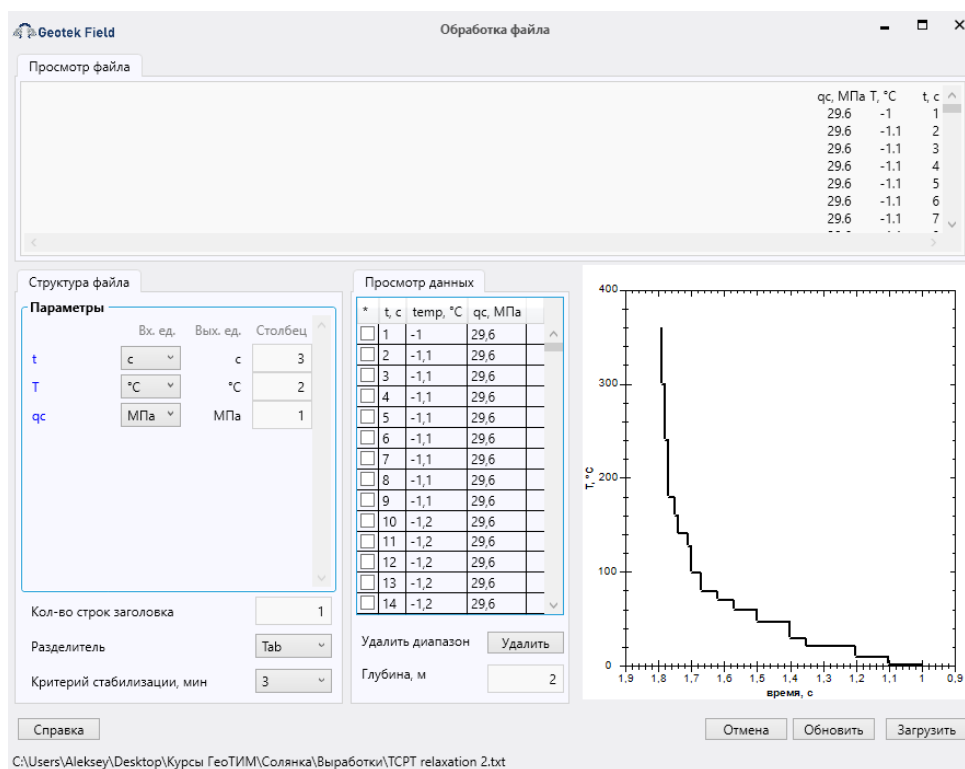 Geotek Field
Обработка файла
Просмотр файла
qc, МПа T, °C t, c
29.6 -1 1
29.6 -1.1 2
29.6 -1.1 3
29.6 -1.1 4
29.6 -1.1 5
29.6 -1.1 6
29.6 -1.1 7
Структура файла
Параметры
Вх. ед. Вых. ед. Столбец
t c c 3
T °C °C 2
qc МПа МПа 1
Кол-во строк заголовка 1
Разделитель Tab
Критерий стабилизации, мин 3
Просмотр данных
* t, c temp, °C qc, МПа
1 -1 29,6
2 -1,1 29,6
3 -1,1 29,6
4 -1,1 29,6
5 -1,1 29,6
6 -1,1 29,6
7 -1,1 29,6
8 -1,1 29,6
9 -1,1 29,6
10 -1,2 29,6
11 -1,2 29,6
12 -1,2 29,6
13 -1,2 29,6
14 -1,2 29,6
Удалить диапазон Удалить
Глубина, м 2
400
300
200
100
0
T, °C
1,9 1,8 1,7 1,6 1,5 1,4 1,3 1,2 1,1 1 0,9
время, с
Справка
Отмена Обновить Загрузить
C:\Users\Aleksey\Desktop\Курсы ГеоТИМ\Солянка\Выработки\ТСРТ relaxation 2.txt